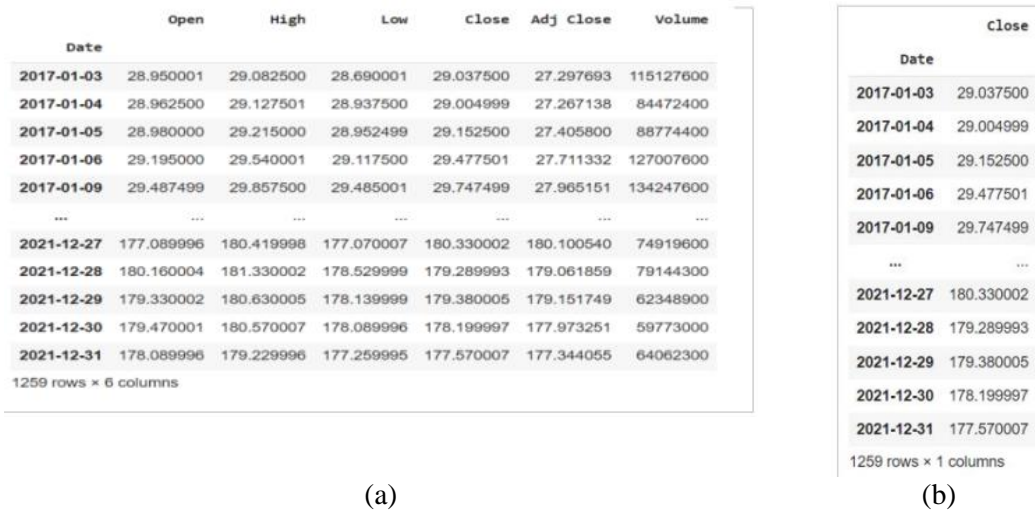 Open High Low Close Adj Close Volume
Date
2017-01-03 28.950001 29.082500 28.690001 29.037500 27.297693 115127600
2017-01-04 28.962500 29.127501 28.937500 29.004999 27.267138 84472400
2017-01-05 28.980000 29.215000 28.952499 29.152500 27.405800 88774400
2017-01-06 29.195000 29.540001 29.117500 29.477501 27.711332 127007600
2017-01-09 29.487499 29.857500 29.485001 29.747499 27.965151 134247600
... ... ... ... ... ... ...
2021-12-27 177.089996 180.419998 177.070007 180.330002 180.100540 74919600
2021-12-28 180.160004 181.330002 178.529999 179.289993 179.061859 79144300
2021-12-29 179.330002 180.630005 178.139999 179.380005 179.151749 62348900
2021-12-30 179.470001 180.570007 178.089996 178.199997 177.973251 59773000
2021-12-31 178.089996 179.229996 177.259995 177.570007 177.344055 64062300
1259 rows × 6 columns
(a)
Close
Date
2017-01-03 29.037500
2017-01-04 29.004999
2017-01-05 29.152500
2017-01-06 29.477501
2017-01-09 29.747499
... ...
2021-12-27 180.330002
2021-12-28 179.289993
2021-12-29 179.380005
2021-12-30 178.199997
2021-12-31 177.570007
1259 rows × 1 columns
(b)